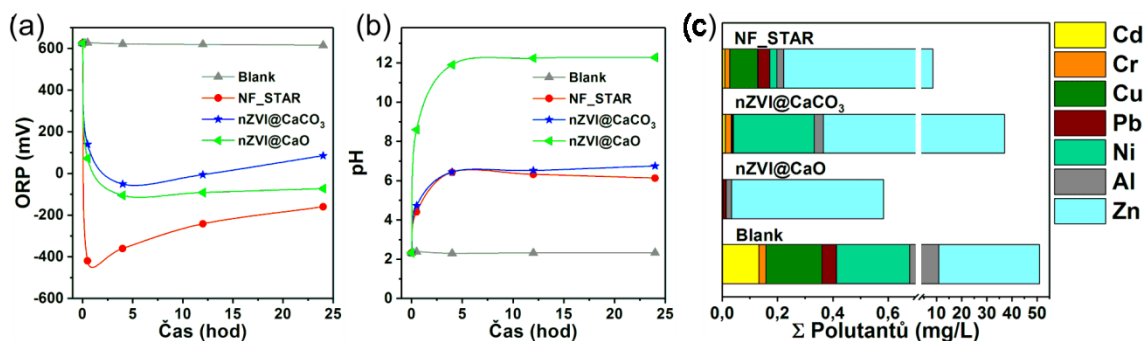 (a)
600
400
200
0
-200
-400
-600
ORP (mV)
Blank
NF_STAR
nZVI@CaCO₃
nZVI@CaO
0 5 10 15 20 25
Čas (hod)
(b)
12
10
8
6
4
2
0
pH
Blank
NF_STAR
nZVI@CaCO₃
nZVI@CaO
0 5 10 15 20 25
Čas (hod)
(c)
NF_STAR
nZVI@CaCO₃
nZVI@CaO
Blank
0,0 0,2 0,4 0,6 10 20 30 40 50
Σ Polutantů (mg/L)
Cd
Cr
Cu
Pb
Ni
Al
Zn